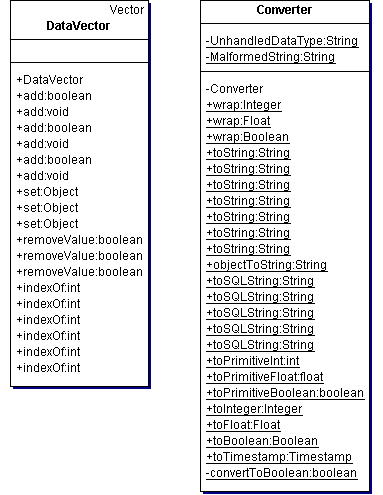 Vector
DataVector
+DataVector
+add:boolean
+add:void
+add:boolean
+add:void
+add:boolean
+add:void
+set:Object
+set:Object
+set:Object
+removeValue:boolean
+removeValue:boolean
+removeValue:boolean
+indexOf:int
+indexOf:int
+indexOf:int
+indexOf:int
+indexOf:int
+indexOf:int
Converter
-UnhandledDataType:String
-MalformedString:String
-Converter
+wrap:Integer
+wrap:Float
+wrap:Boolean
+toString:String
+toString:String
+toString:String
+toString:String
+toString:String
+toString:String
+toString:String
+objectToString:String
+toSQLString:String
+toSQLString:String
+toSQLString:String
+toSQLString:String
+toSQLString:String
+toPrimitiveInt:int
+toPrimitiveFloat:float
+toPrimitiveBoolean:boolean
+toInteger:Integer
+toFloat:Float
+toBoolean:Boolean
+toTimestamp:Timestamp
-convertToBoolean:boolean